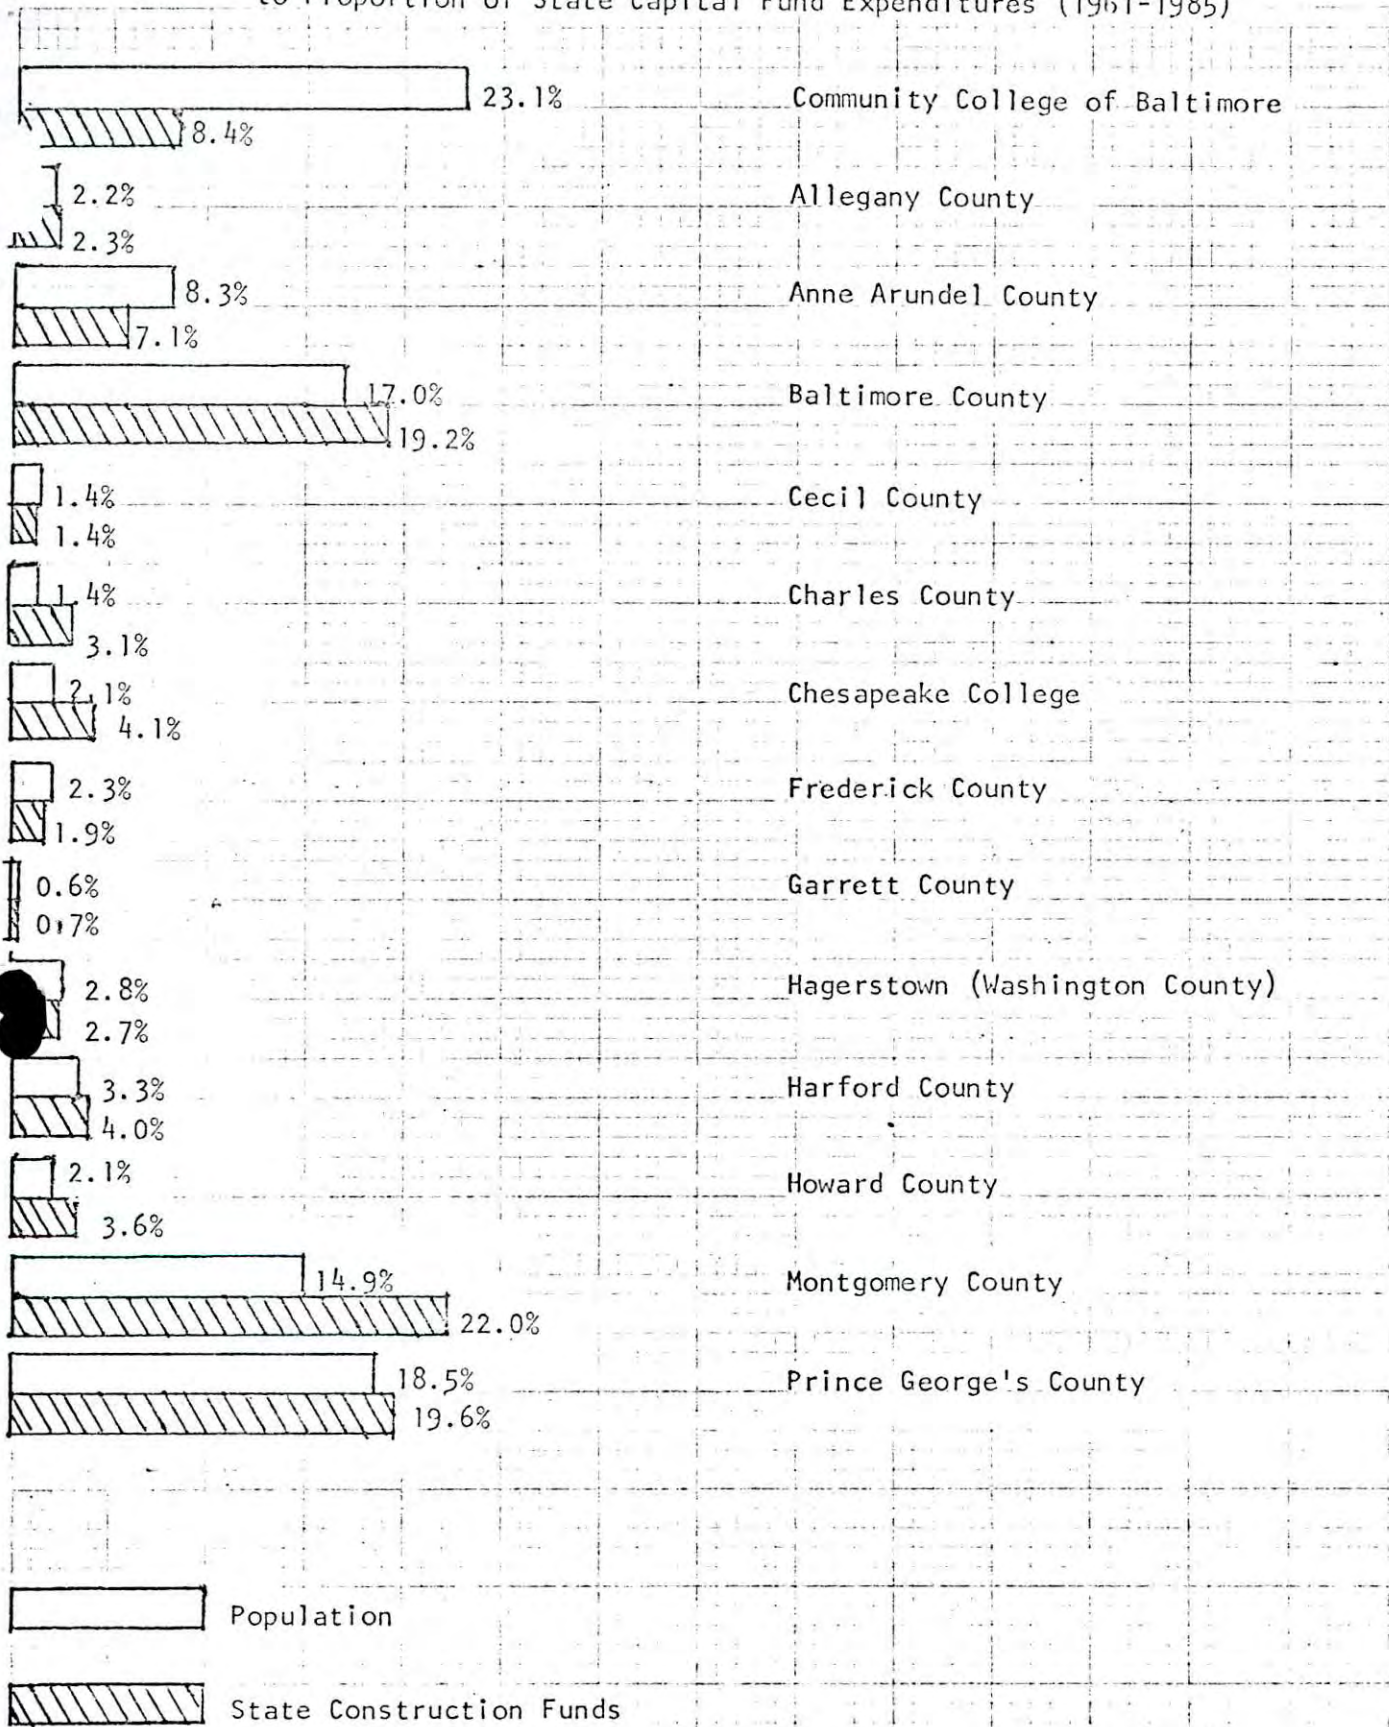 to Proportion of State Capital Fund Expenditures (1961-1985)
23.1% Community College of Baltimore
8.4%
2.2% Allegany County
2.3%
8.3% Anne Arundel County
7.1%
17.0% Baltimore County
19.2%
1.4% Cecil County
1.4%
1.4% Charles County
3.1%
2.1% Chesapeake College
4.1%
2.3% Frederick County
1.9%
0.6% Garrett County
0.7%
2.8% Hagerstown (Washington County)
2.7%
3.3% Harford County
4.0%
2.1% Howard County
3.6%
14.9% Montgomery County
22.0%
18.5% Prince George's County
19.6%
Population
State Construction Funds